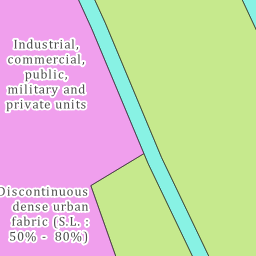 Industrial,
commercial,
public,
military and
private units
Discontinuous
dense urban
fabric (S.L. :
50% - 80%)